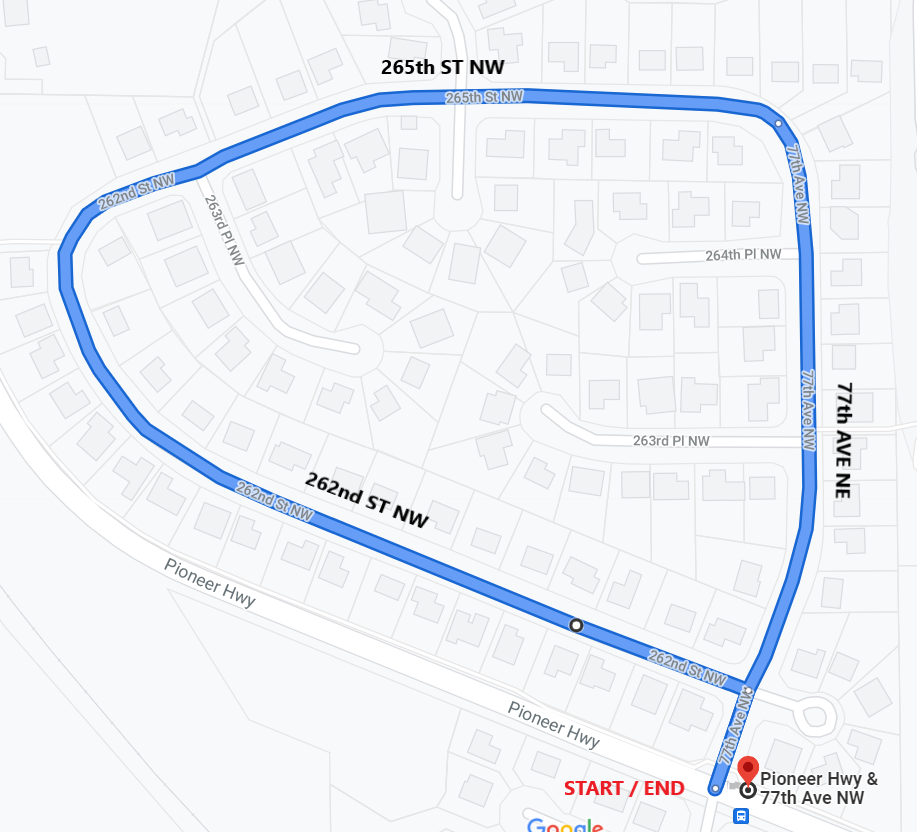 265th ST NW
265th St NW
77th Ave NW
262nd St NW
263rd Pl NW
264th Pl NW
77th Ave NW
77th AVE NE
263rd Pl NW
262nd ST NW
262nd St NW
Pioneer Hwy
262nd St NW
77th Ave NW
Pioneer Hwy
START / END
Pioneer Hwy &
77th Ave NW
Google